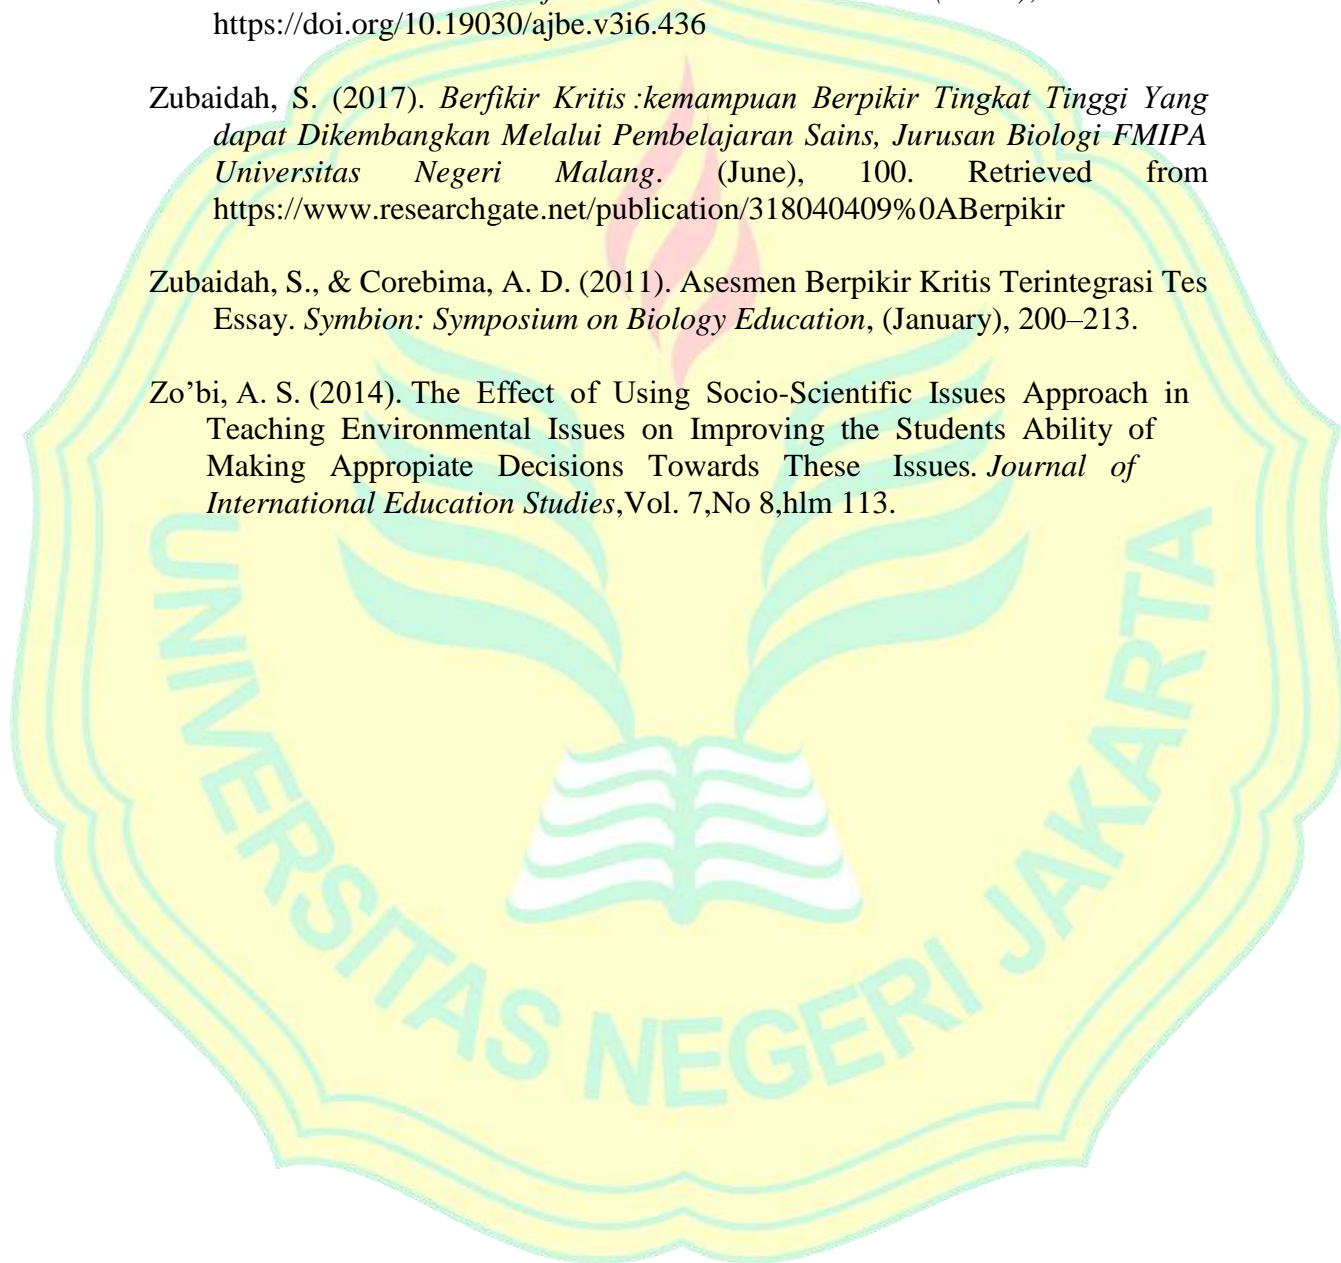 https://doi.org/10.19030/ajbe.v3i6.436
Zubaidah, S. (2017). Berfikir Kritis :kemampuan Berpikir Tingkat Tinggi Yang
dapat Dikembangkan Melalui Pembelajaran Sains, Jurusan Biologi FMIPA
Universitas Negeri Malang. (June), 100. Retrieved from
https://www.researchgate.net/publication/318040409%0ABerpikir
Zubaidah, S., & Corebima, A. D. (2011). Asesmen Berpikir Kritis Terintegrasi Tes
Essay. Symbion: Symposium on Biology Education, (January), 200–213.
Zo’bi, A. S. (2014). The Effect of Using Socio-Scientific Issues Approach in
Teaching Environmental Issues on Improving the Students Ability of
Making Appropiate Decisions Towards These Issues. Journal of
International Education Studies,Vol. 7,No 8,hlm 113.
UNIVERSITAS NEGERI JAKARTA